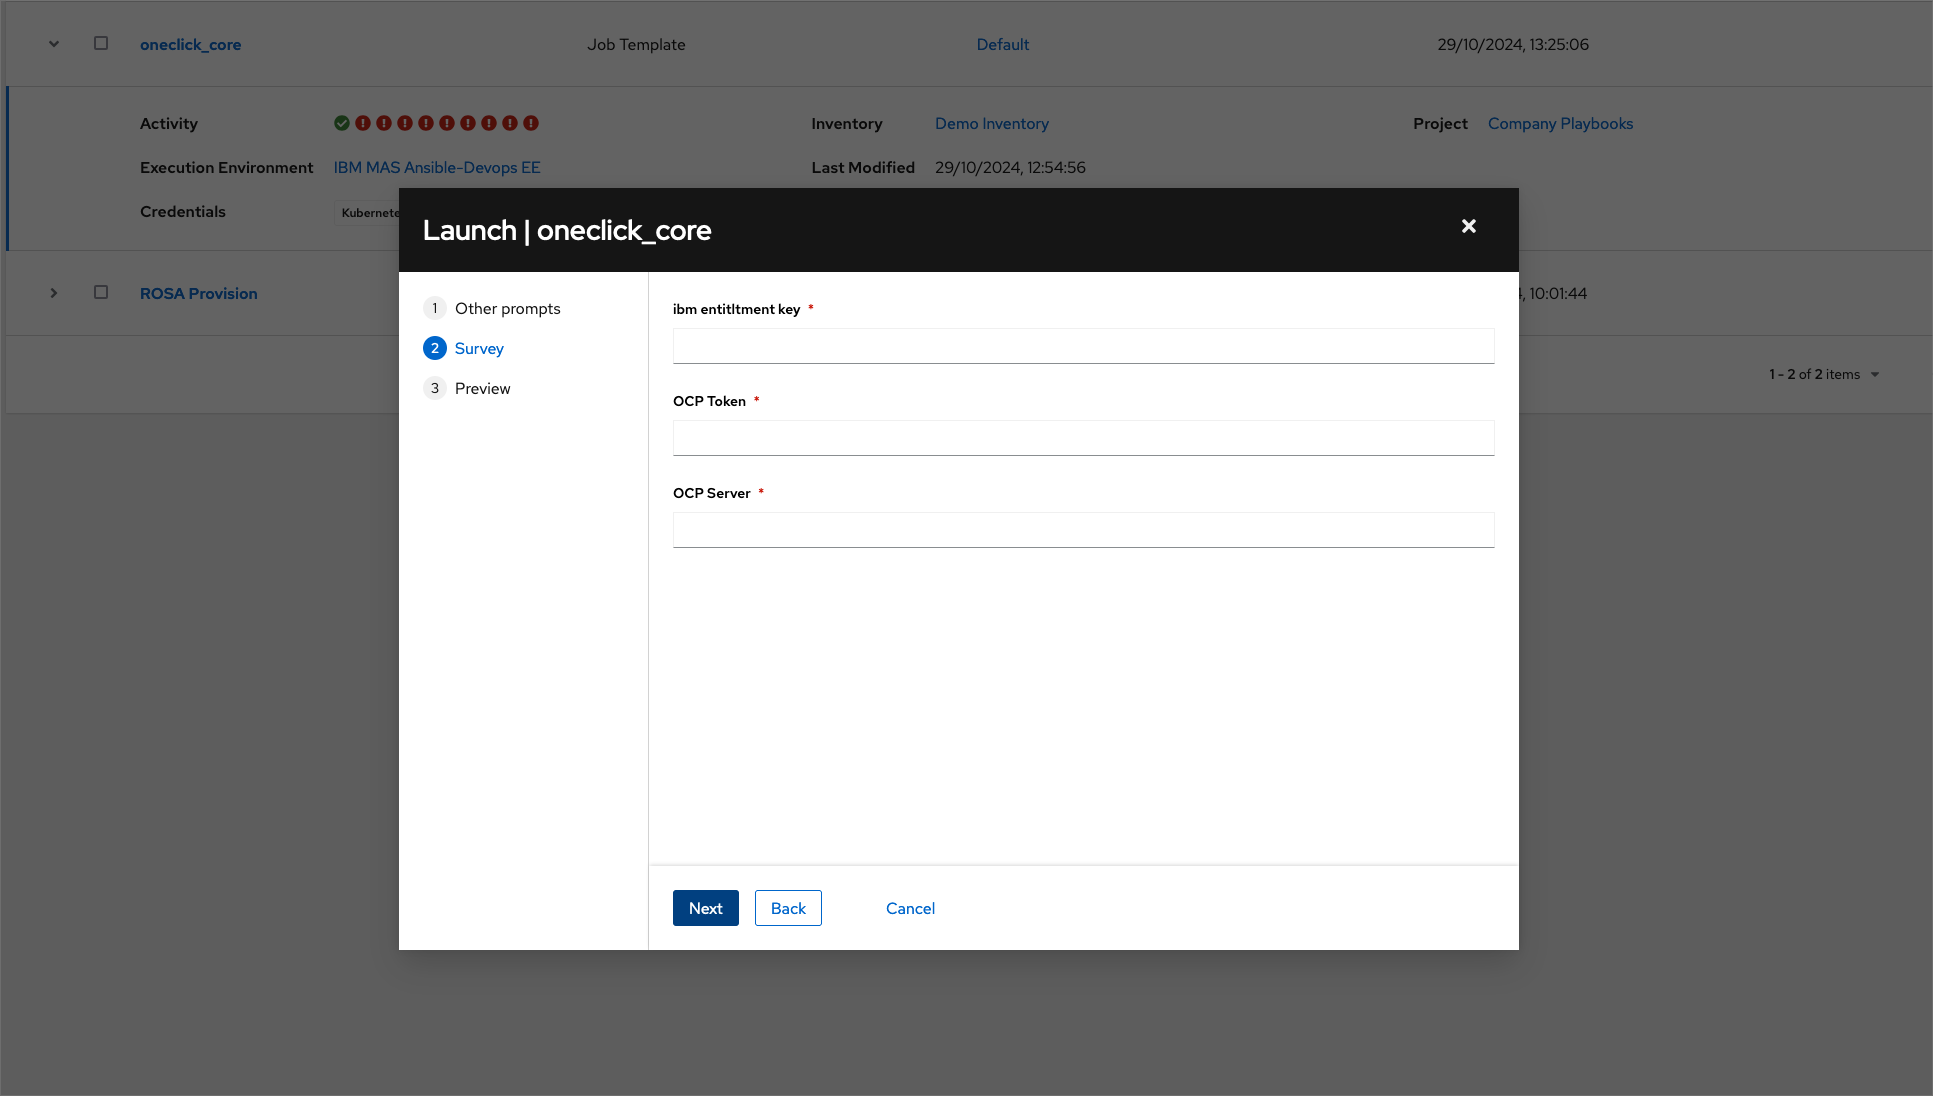 oneclick_core Job Template Default 29/10/2024, 13:25:06
Activity Inventory Demo Inventory Project Company Playbooks
Execution Environment IBM MAS Ansible-Devops EE Last Modified 29/10/2024, 12:54:56
Credentials Kubernete
Launch | oneclick_core
ROSA Provision , 10:01:44
1 - 2 of 2 items
1 Other prompts
2 Survey
3 Preview
ibm entitltment key *
OCP Token *
OCP Server *
Next Back Cancel